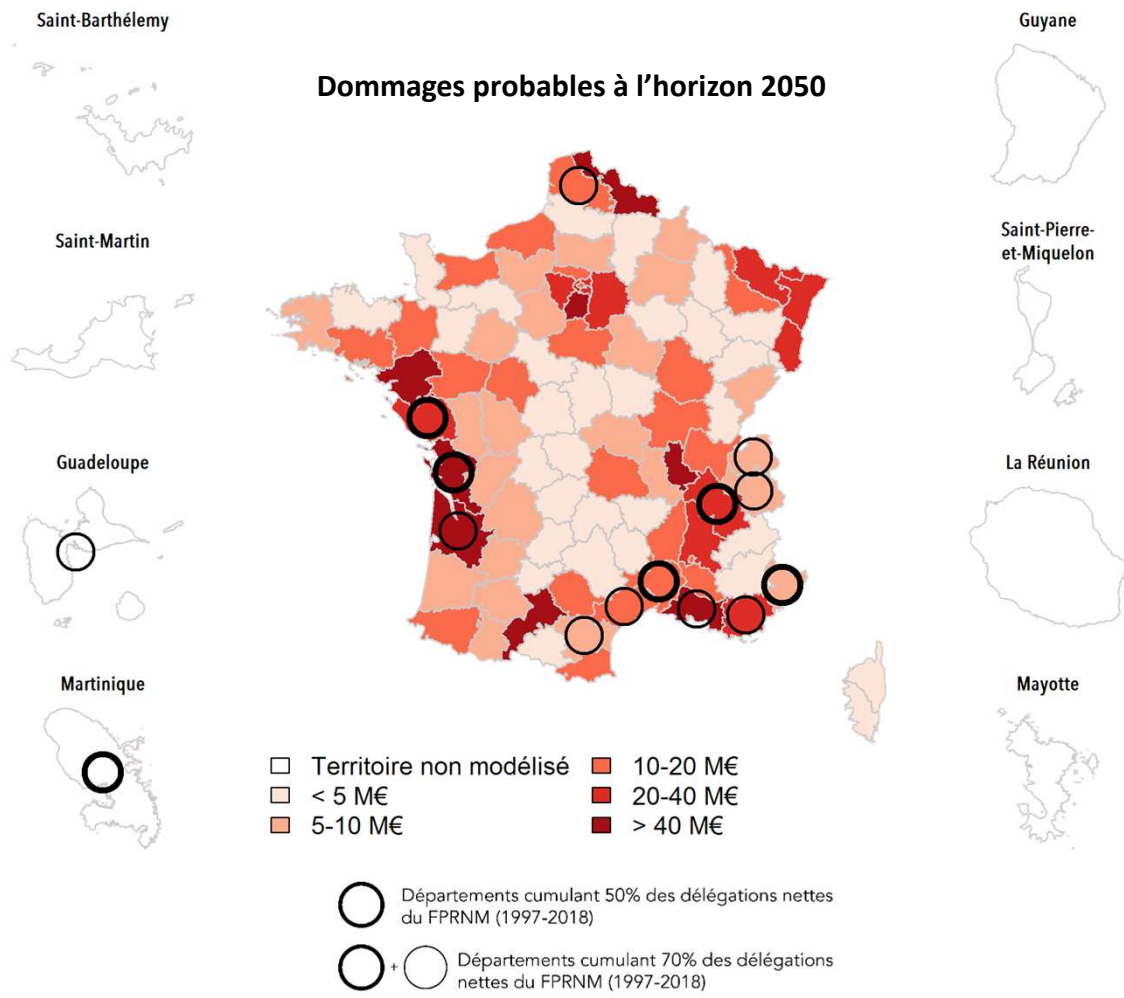 Saint-Barthélemy
Guyane
Dommages probables à l’horizon 2050
Saint-Martin
Saint-Pierre-
et-Miquelon
Guadeloupe
La Réunion
Martinique
Mayotte
Territoire non modélisé
< 5 M€
5-10 M€
10-20 M€
20-40 M€
> 40 M€
Départements cumulant 50% des délégations nettes
du FPRNM (1997-2018)
+
Départements cumulant 70% des délégations
nettes du FPRNM (1997-2018)